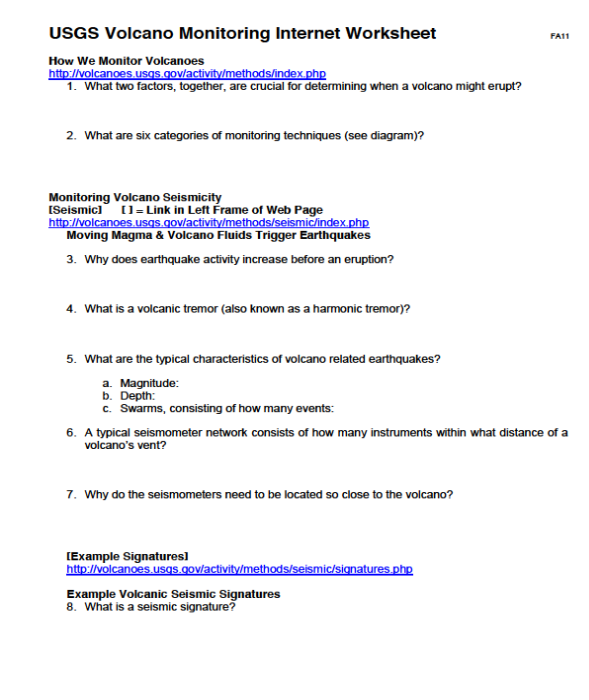 USGS Volcano Monitoring Internet Worksheet FA11
How We Monitor Volcanoes
http://volcanoes.usgs.gov/activity/methods/index.php
1. What two factors, together, are crucial for determining when a volcano might erupt?
2. What are six categories of monitoring techniques (see diagram)?
Monitoring Volcano Seismicity
[Seismic] [ ] = Link in Left Frame of Web Page
http://volcanoes.usgs.gov/activity/methods/seismic/index.php
Moving Magma & Volcano Fluids Trigger Earthquakes
3. Why does earthquake activity increase before an eruption?
4. What is a volcanic tremor (also known as a harmonic tremor)?
5. What are the typical characteristics of volcano related earthquakes?
a. Magnitude:
b. Depth:
c. Swarms, consisting of how many events:
6. A typical seismometer network consists of how many instruments within what distance of a
volcano's vent?
7. Why do the seismometers need to be located so close to the volcano?
[Example Signatures]
http://volcanoes.usgs.gov/activity/methods/seismic/signatures.php
Example Volcanic Seismic Signatures
8. What is a seismic signature?